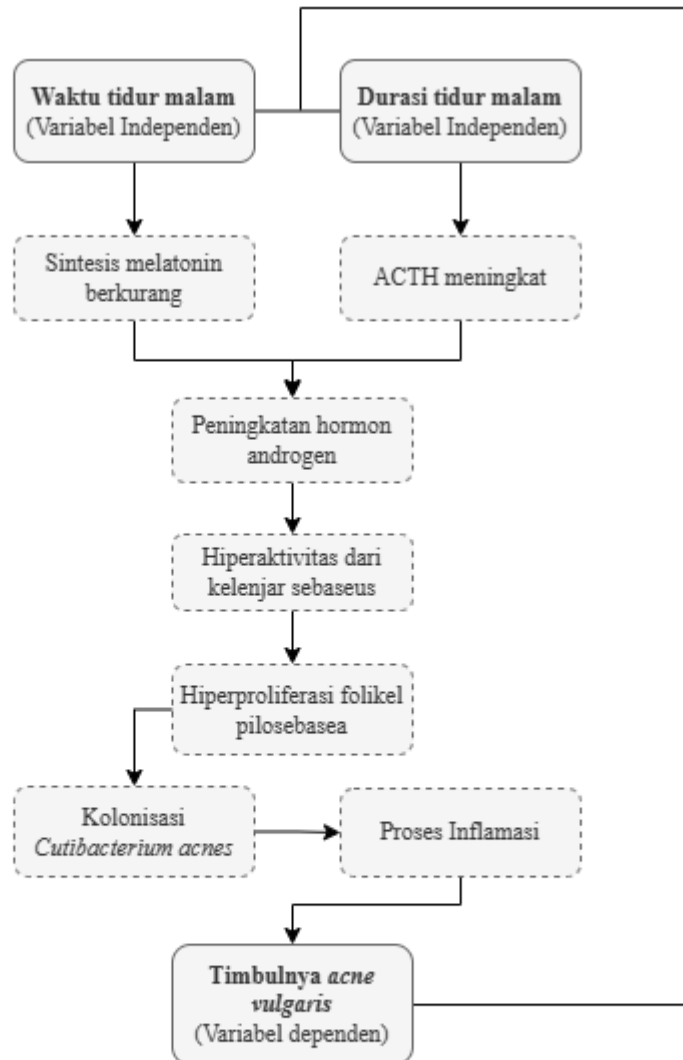 Waktu tidur malam
(Variabel Independen)
Durasi tidur malam
(Variabel Independen)
Sintesis melatonin
berkurang
ACTH meningkat
Peningkatan hormon
androgen
Hiperaktivitas dari
kelenjar sebaseus
Hiperproliferasi folikel
pilosebasea
Kolonisasi
Cutibacterium acnes
Proses Inflamasi
Timbulnya acne
vulgaris
(Variabel dependen)